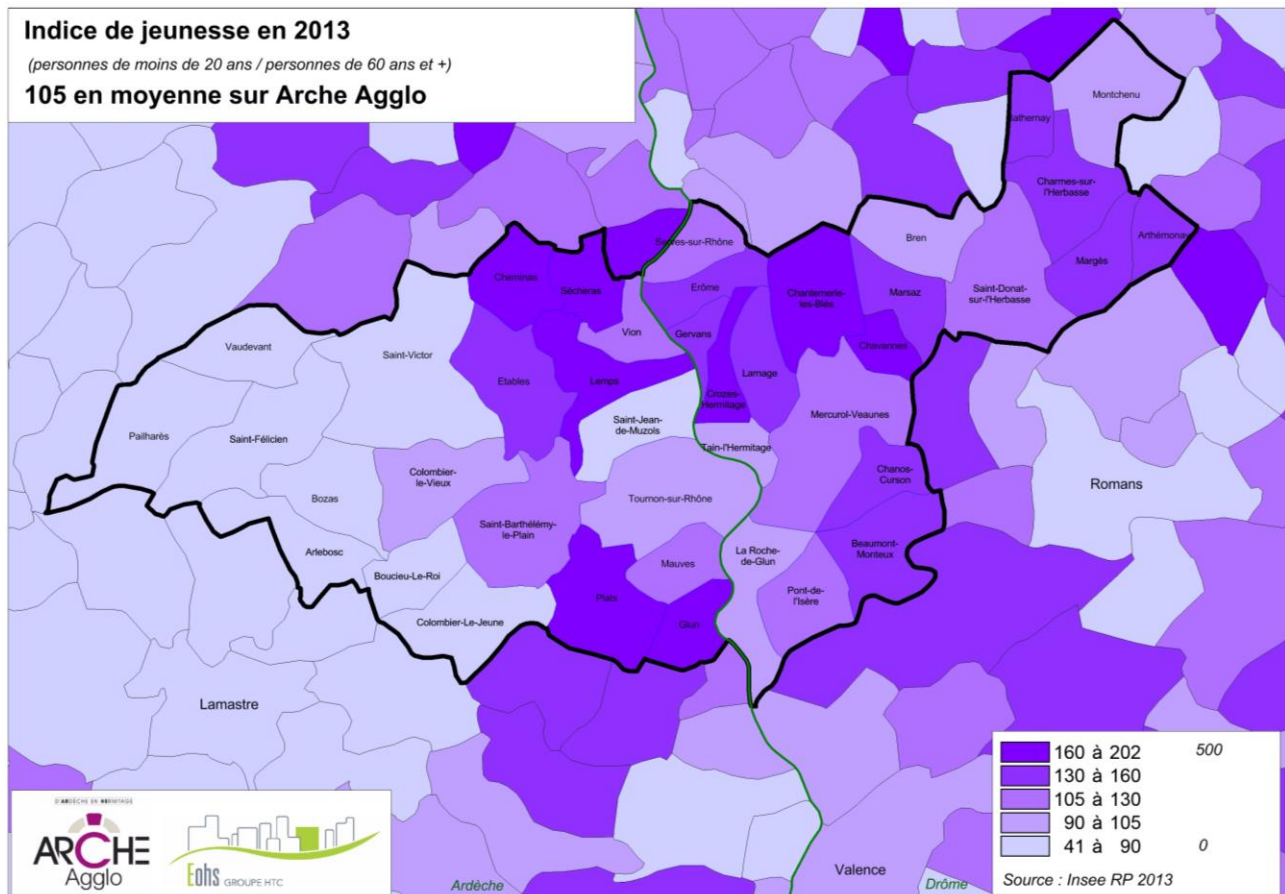 Indice de jeunesse en 2013
(personnes de moins de 20 ans / personnes de 60 ans et +)
105 en moyenne sur Arche Agglo
Montchenu
Charmes-sur-
l'Herbasse
Arthémonay
Margès
Bren
Saint-Donat-
sur-l'Herbasse
Serves-sur-Rhône
Cheminas
Sécheras
Erôme
Chantemerle-
les-Blés
Marsaz
Vion
Gervans
Chavannes
Vaudevant
Saint-Victor
Etables
Lemps
Larnage
Crozes-
Hermitage
Mercurol-Veaunes
Saint-Jean-
de-Muzols
Pailharès
Saint-Félicien
Tain-l'Hermitage
Colombier-
le-Vieux
Chanos-
Curson
Romans
Bozas
Tournon-sur-Rhône
Saint-Barthélémy-
le-Plain
Arlebosc
La Roche-
de-Glun
Beaumont-
Monteux
Boucieu-Le-Roi
Mauves
Plats
Pont-de-
l'Isère
Colombier-Le-Jeune
Glun
Lamastre
Valence
Ardèche
Drôme
160 à 202
500
130 à 160
105 à 130
90 à 105
41 à 90
0
Source : Insee RP 2013
D'ARDÈCHE EN HERMITAGE
ARCHE
Agglo
Eohs GROUPE HTC